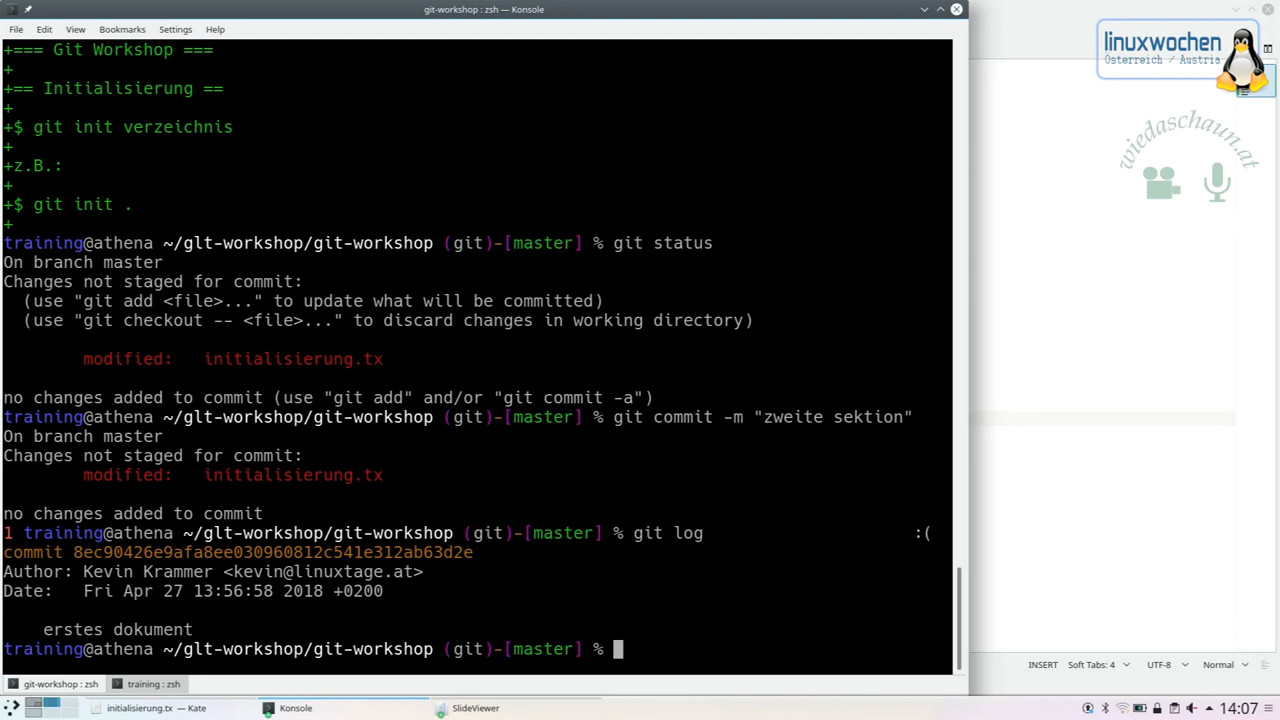 git-workshop : zsh — Konsole
File Edit View Bookmarks Settings Help
linuxwochen
Österreich / Austria
wiedaschaun.at
+=== Git Workshop ===
+
+== Initialisierung ==
+
+$ git init verzeichnis
+
+z.B.:
+
+$ git init .
+
training@athena ~/glt-workshop/git-workshop (git)-[master] % git status
On branch master
Changes not staged for commit:
(use "git add <file>..." to update what will be committed)
(use "git checkout -- <file>..." to discard changes in working directory)
modified: initialisierung.tx
no changes added to commit (use "git add" and/or "git commit -a")
training@athena ~/glt-workshop/git-workshop (git)-[master] % git commit -m "zweite sektion"
On branch master
Changes not staged for commit:
modified: initialisierung.tx
no changes added to commit
1 training@athena ~/glt-workshop/git-workshop (git)-[master] % git log :(
commit 8ec90426e9afa8ee030960812c541e312ab63d2e
Author: Kevin Krammer <kevin@linuxtage.at>
Date: Fri Apr 27 13:56:58 2018 +0200
erstes dokument
training@athena ~/glt-workshop/git-workshop (git)-[master] %
INSERT Soft Tabs: 4 UTF-8 Normal
git-workshop : zsh training : zsh
initialisierung.tx — Kate Konsole SlideViewer 14:07